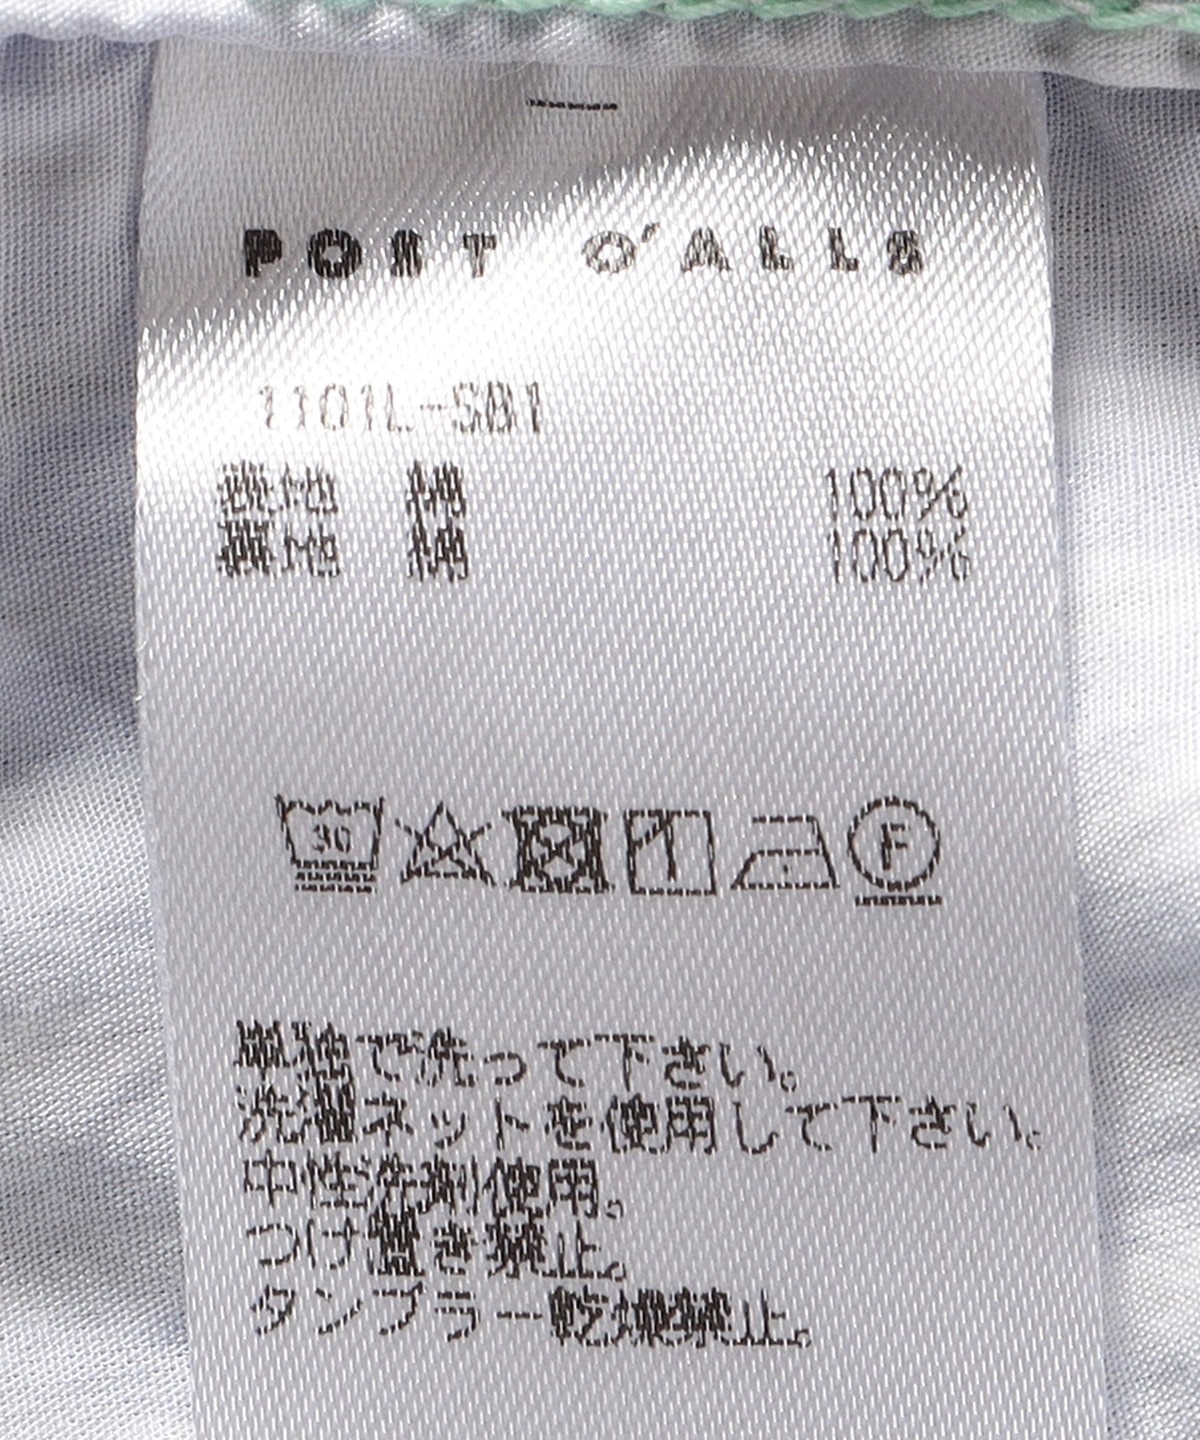 POST O'ALLS
1101L-SB1
表地 綿 100%
裏地 綿 100%
30
F
単独で洗って下さい。
洗濯ネットを使用して下さい。
中性洗剤使用。
つけ置き禁止。
タンブラー乾燥禁止。